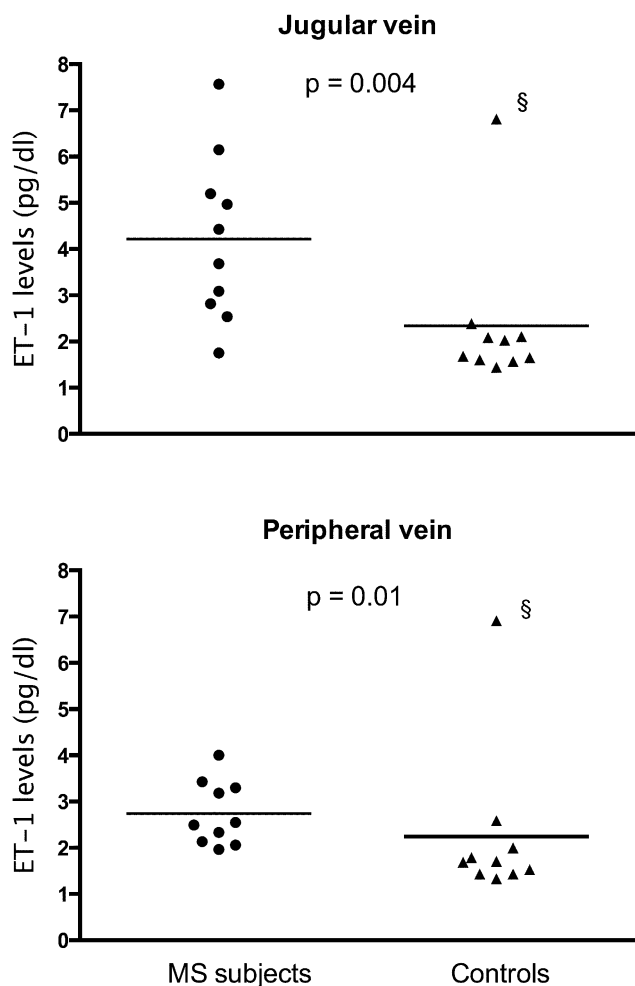 Jugular vein
p = 0.004
§
ET−1 levels (pg/dl)
8
7
6
5
4
3
2
1
0
Peripheral vein
p = 0.01
§
ET−1 levels (pg/dl)
8
7
6
5
4
3
2
1
0
MS subjects
Controls